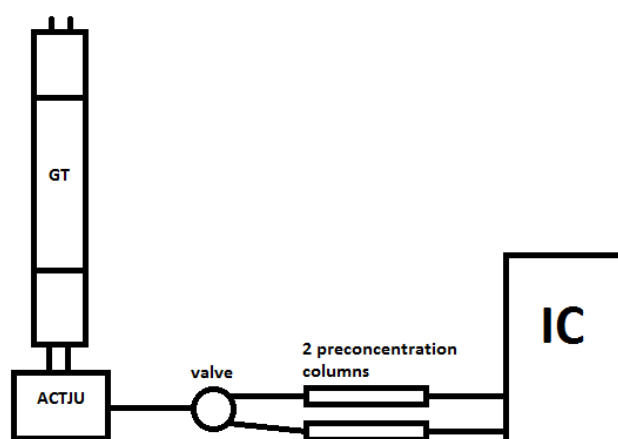 GT
IC
2 preconcentration
columns
valve
ACTJU